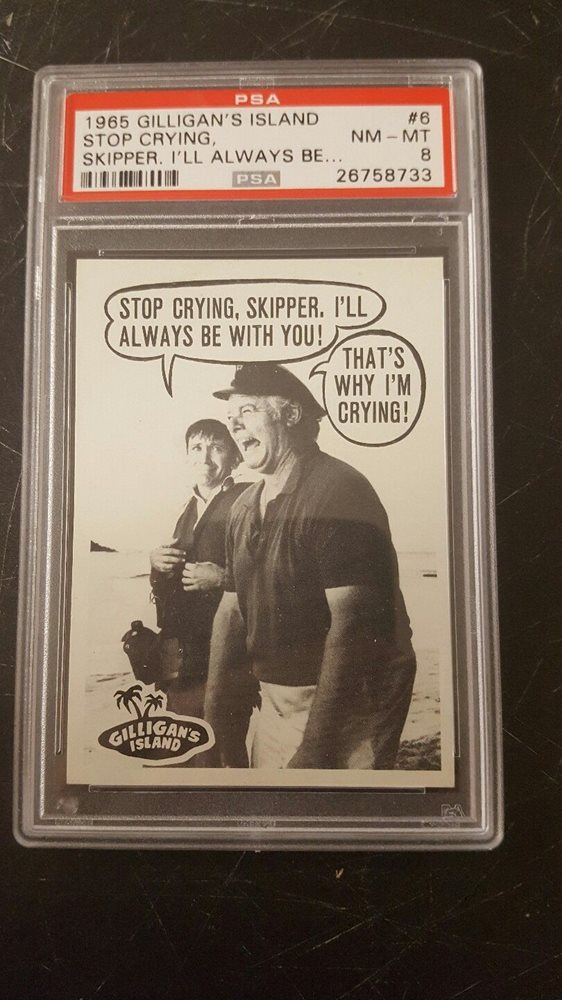 PSA
1965 GILLIGAN'S ISLAND #6
STOP CRYING, NM - MT
SKIPPER. I'LL ALWAYS BE... 8
PSA 26758733
STOP CRYING, SKIPPER. I'LL
ALWAYS BE WITH YOU!
THAT'S
WHY I'M
CRYING!
GILLIGAN'S
ISLAND